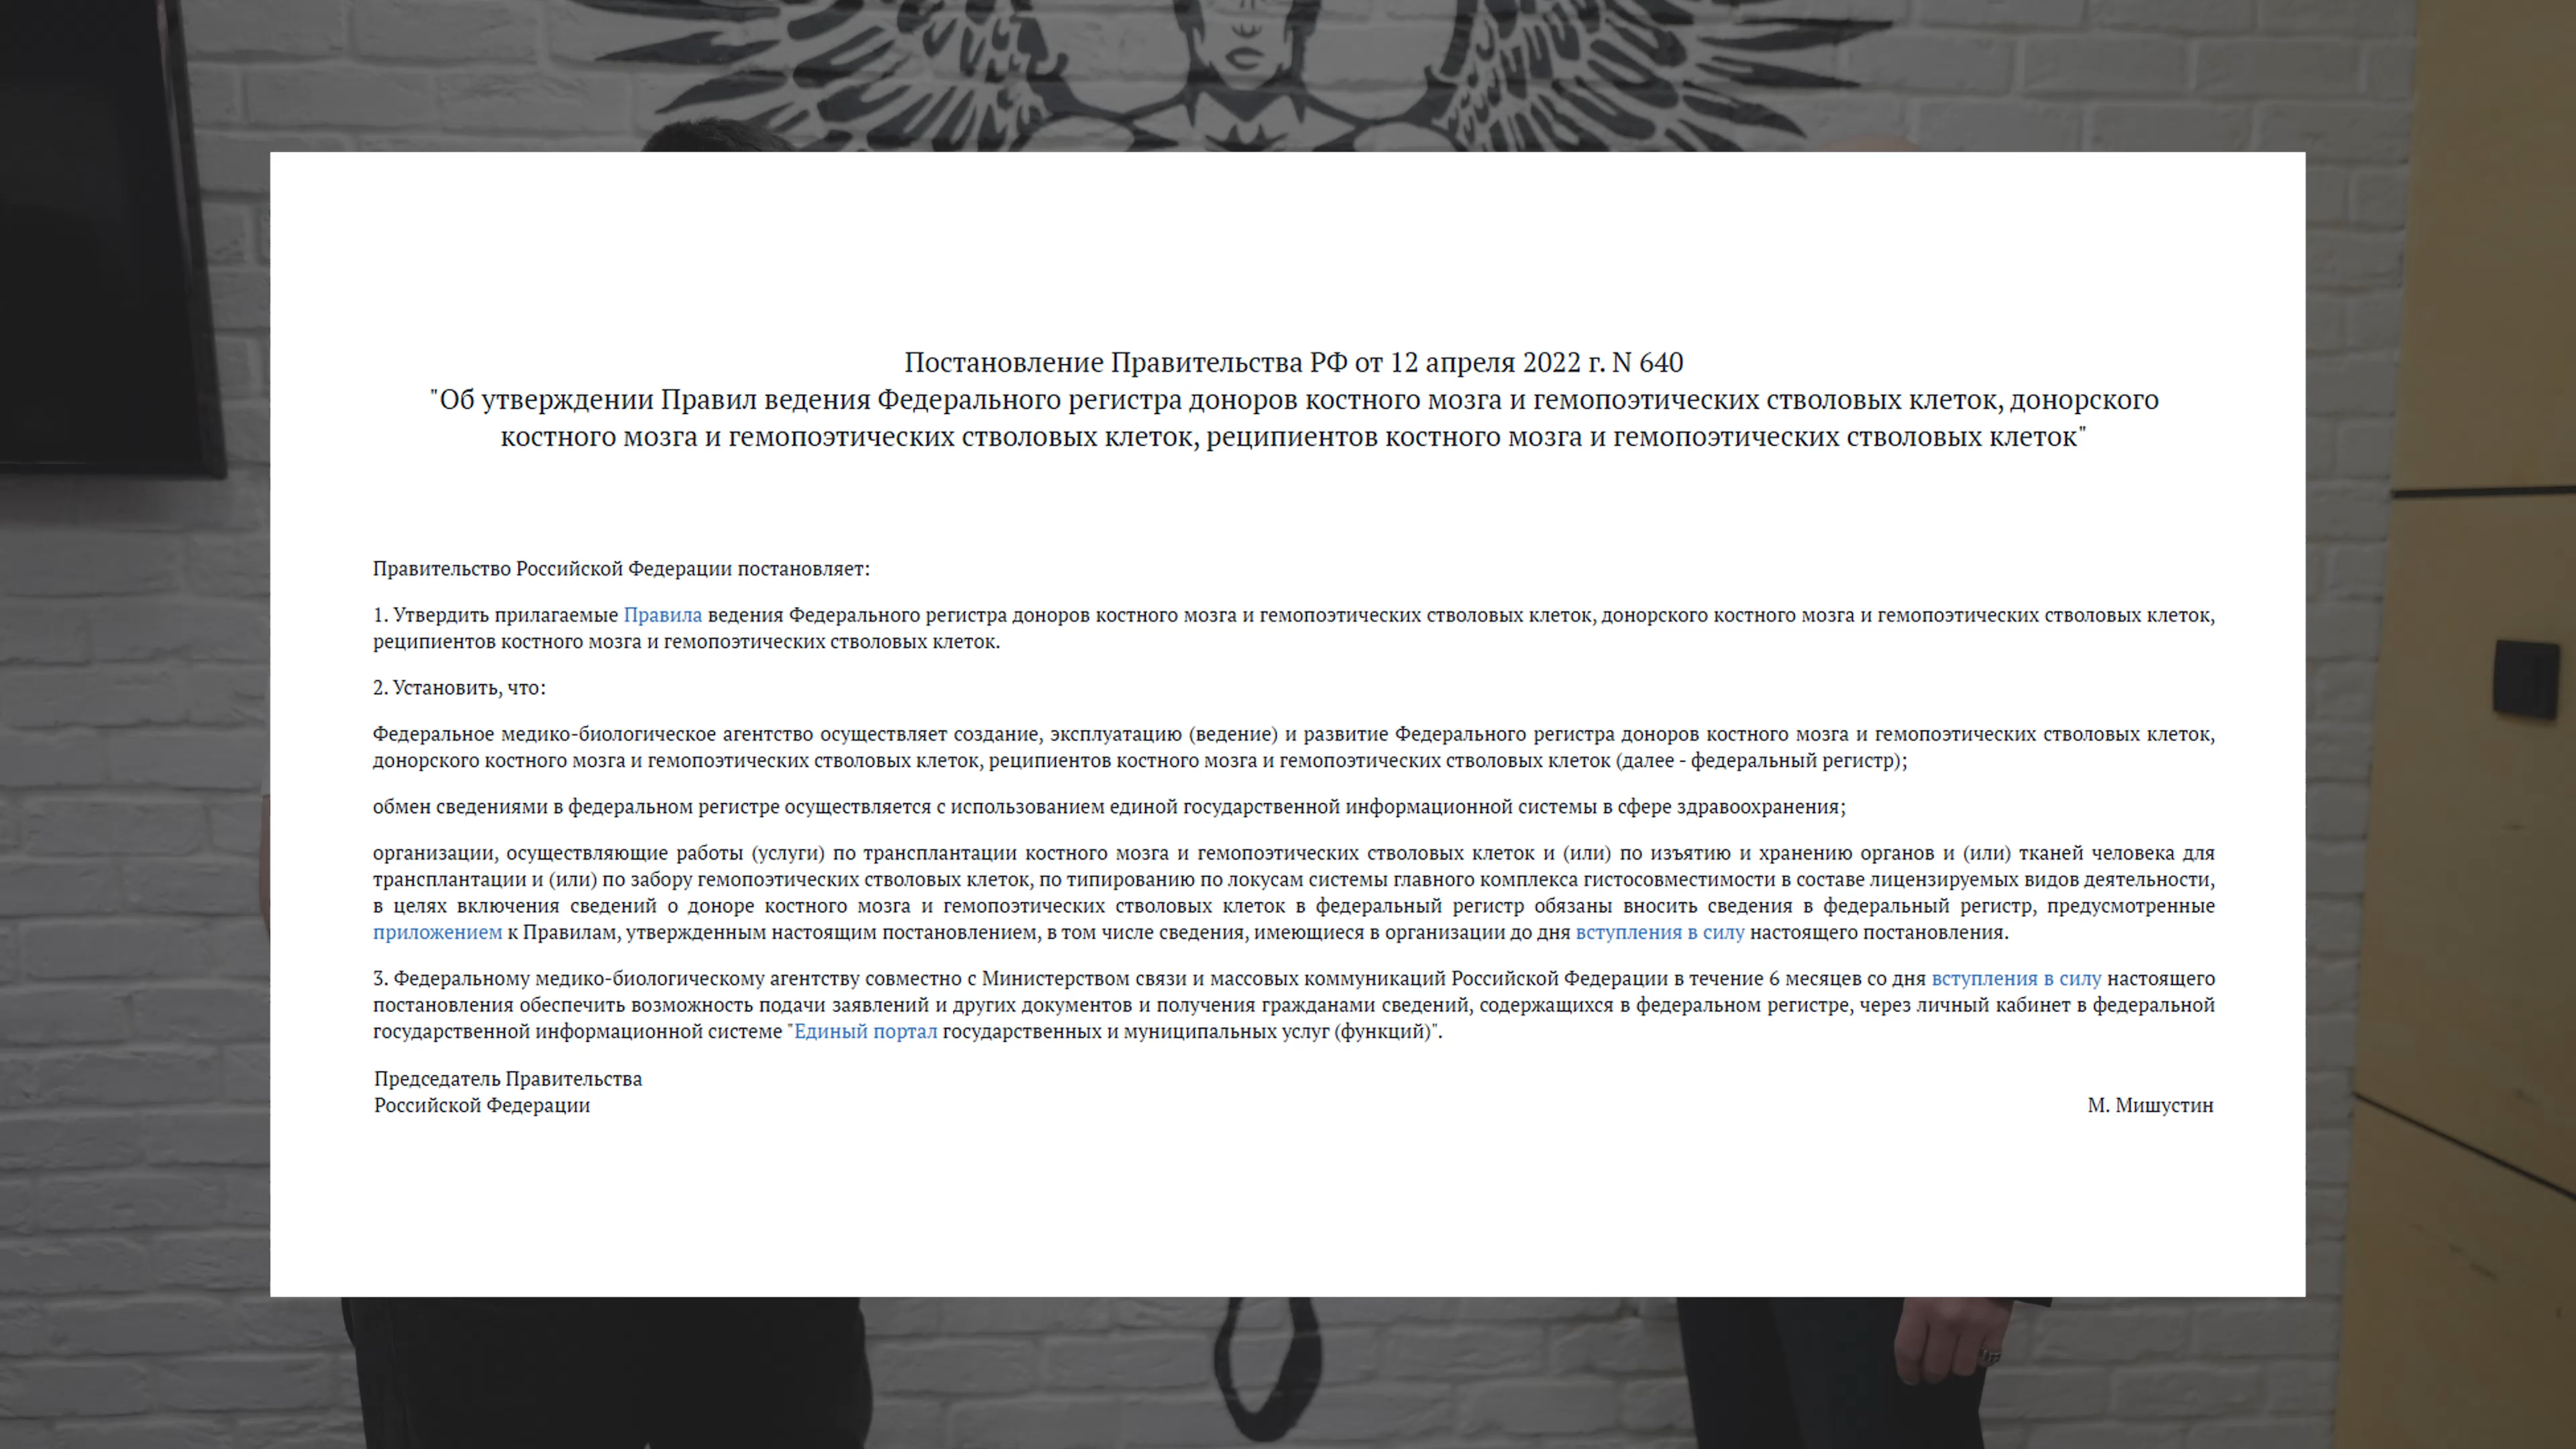 Постановление Правительства РФ от 12 апреля 2022 г. N 640
"Об утверждении Правил ведения Федерального регистра доноров костного мозга и гемопоэтических стволовых клеток, донорского
костного мозга и гемопоэтических стволовых клеток, реципиентов костного мозга и гемопоэтических стволовых клеток"
Правительство Российской Федерации постановляет:
1. Утвердить прилагаемые Правила ведения Федерального регистра доноров костного мозга и гемопоэтических стволовых клеток, донорского костного мозга и гемопоэтических стволовых клеток,
реципиентов костного мозга и гемопоэтических стволовых клеток.
2. Установить, что:
Федеральное медико-биологическое агентство осуществляет создание, эксплуатацию (ведение) и развитие Федерального регистра доноров костного мозга и гемопоэтических стволовых клеток,
донорского костного мозга и гемопоэтических стволовых клеток, реципиентов костного мозга и гемопоэтических стволовых клеток (далее - федеральный регистр);
обмен сведениями в федеральном регистре осуществляется с использованием единой государственной информационной системы в сфере здравоохранения;
организации, осуществляющие работы (услуги) по трансплантации костного мозга и гемопоэтических стволовых клеток и (или) по изъятию и хранению органов и (или) тканей человека для
трансплантации и (или) по забору гемопоэтических стволовых клеток, по типированию по локусам системы главного комплекса гистосовместимости в составе лицензируемых видов деятельности,
в целях включения сведений о доноре костного мозга и гемопоэтических стволовых клеток в федеральный регистр обязаны вносить сведения в федеральный регистр, предусмотренные
приложением к Правилам, утвержденным настоящим постановлением, в том числе сведения, имеющиеся в организации до дня вступления в силу настоящего постановления.
3. Федеральному медико-биологическому агентству совместно с Министерством связи и массовых коммуникаций Российской Федерации в течение 6 месяцев со дня вступления в силу настоящего
постановления обеспечить возможность подачи заявлений и других документов и получения гражданами сведений, содержащихся в федеральном регистре, через личный кабинет в федеральной
государственной информационной системе "Единый портал государственных и муниципальных услуг (функций)".
Председатель Правительства
Российской Федерации
М. Мишустин